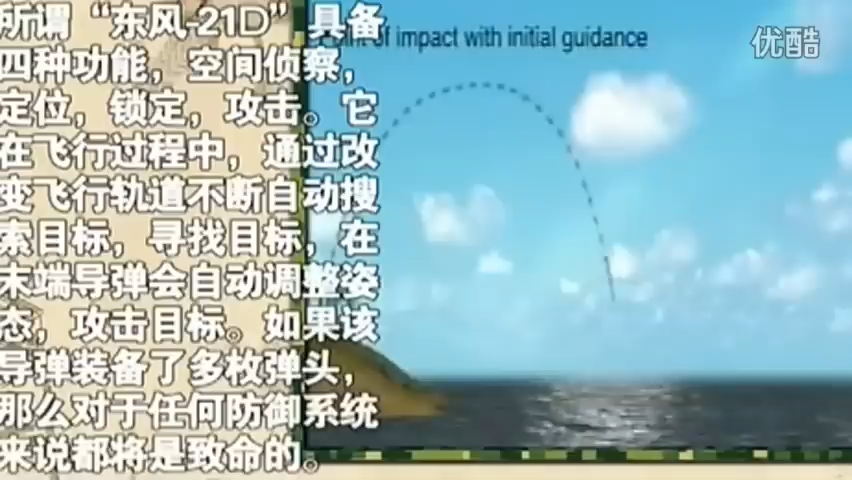 所谓“东风-21D”具备
四种功能，空间侦察，
定位，锁定，攻击。它
在飞行过程中，通过改
变飞行轨道不断自动搜
索目标，寻找目标，在
末端导弹会自动调整姿
态，攻击目标。如果该
导弹装备了多枚弹头，
那么对于任何防御系统
来说都将是致命的。
of impact with initial guidance
优酷